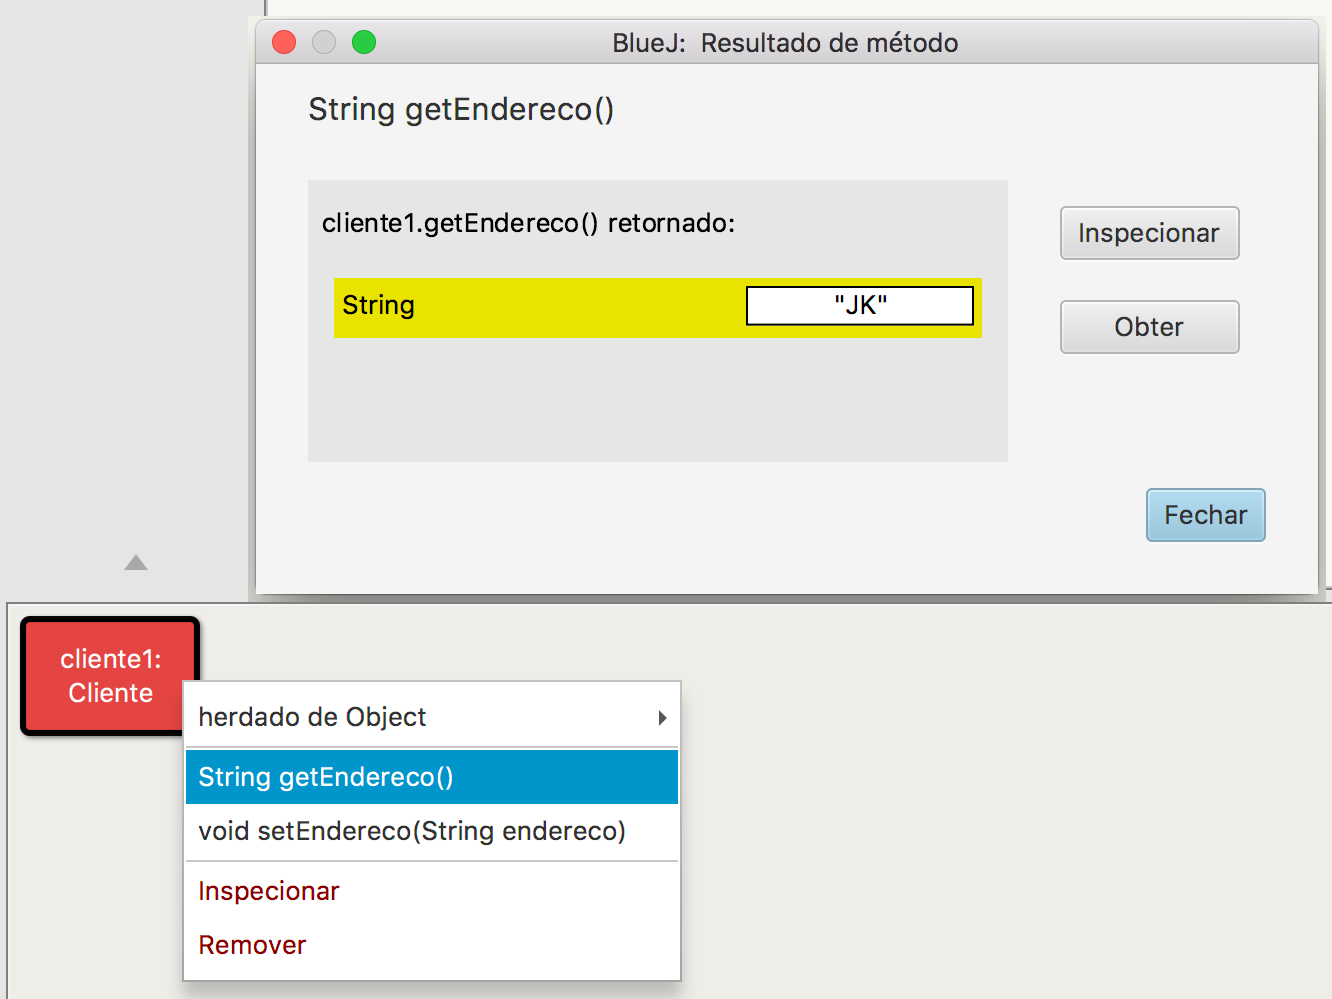 BlueJ: Resultado de método
String getEndereco()
cliente1.getEndereco() retornado:
String "JK"
Inspecionar
Obter
Fechar
cliente1:
Cliente
herdado de Object
String getEndereco()
void setEndereco(String endereco)
Inspecionar
Remover